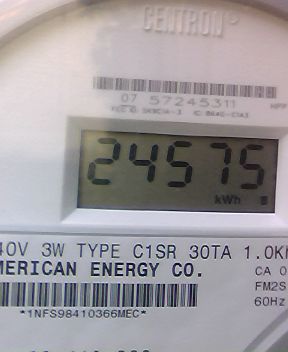 CENTRON
07 57245311
24575
kWh
40V 3W TYPE C1SR 30TA 1.0K
MERICAN ENERGY CO.
CA 0
FM2S
60Hz
*1NFS98410366MEC*